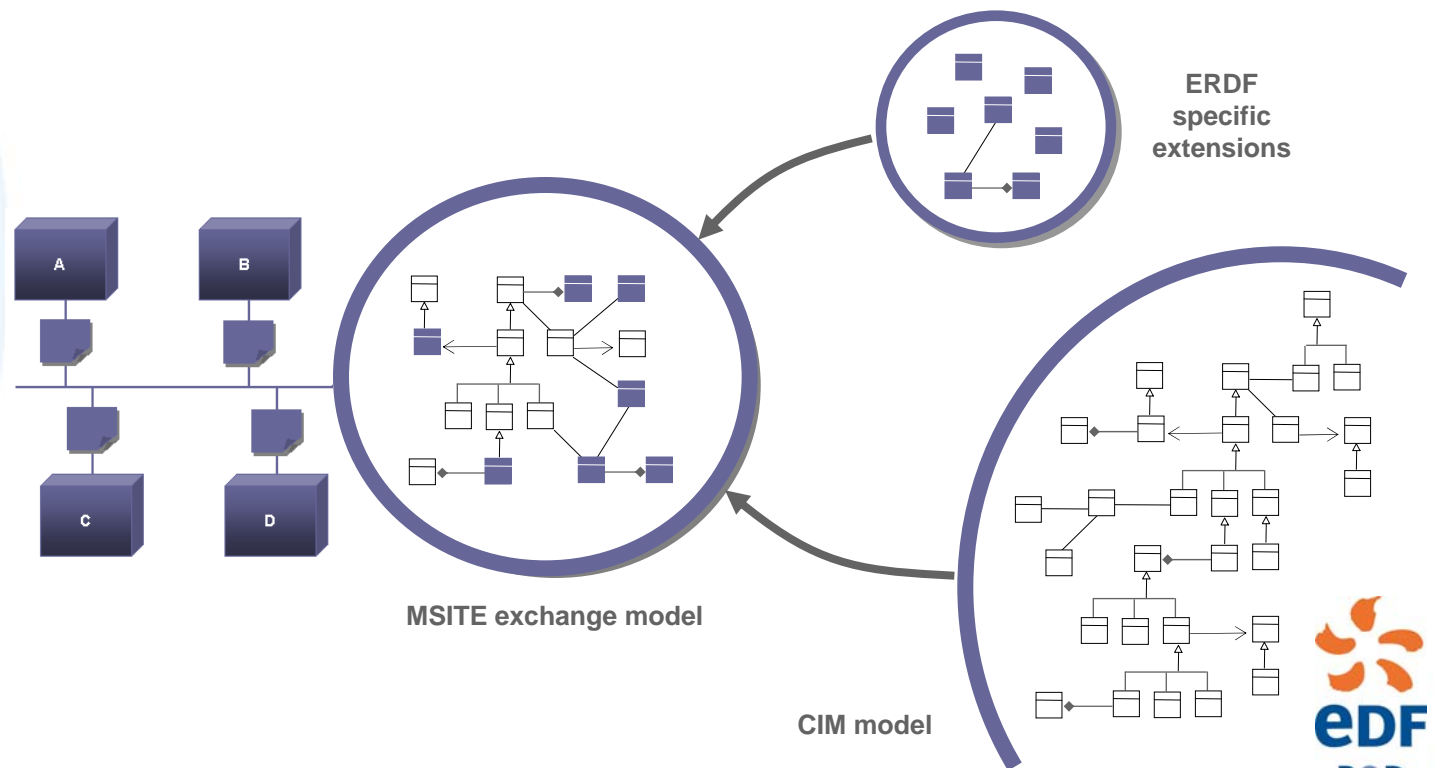 ERDF
specific
extensions
A
B
C
D
MSITE exchange model
CIM model
eDF